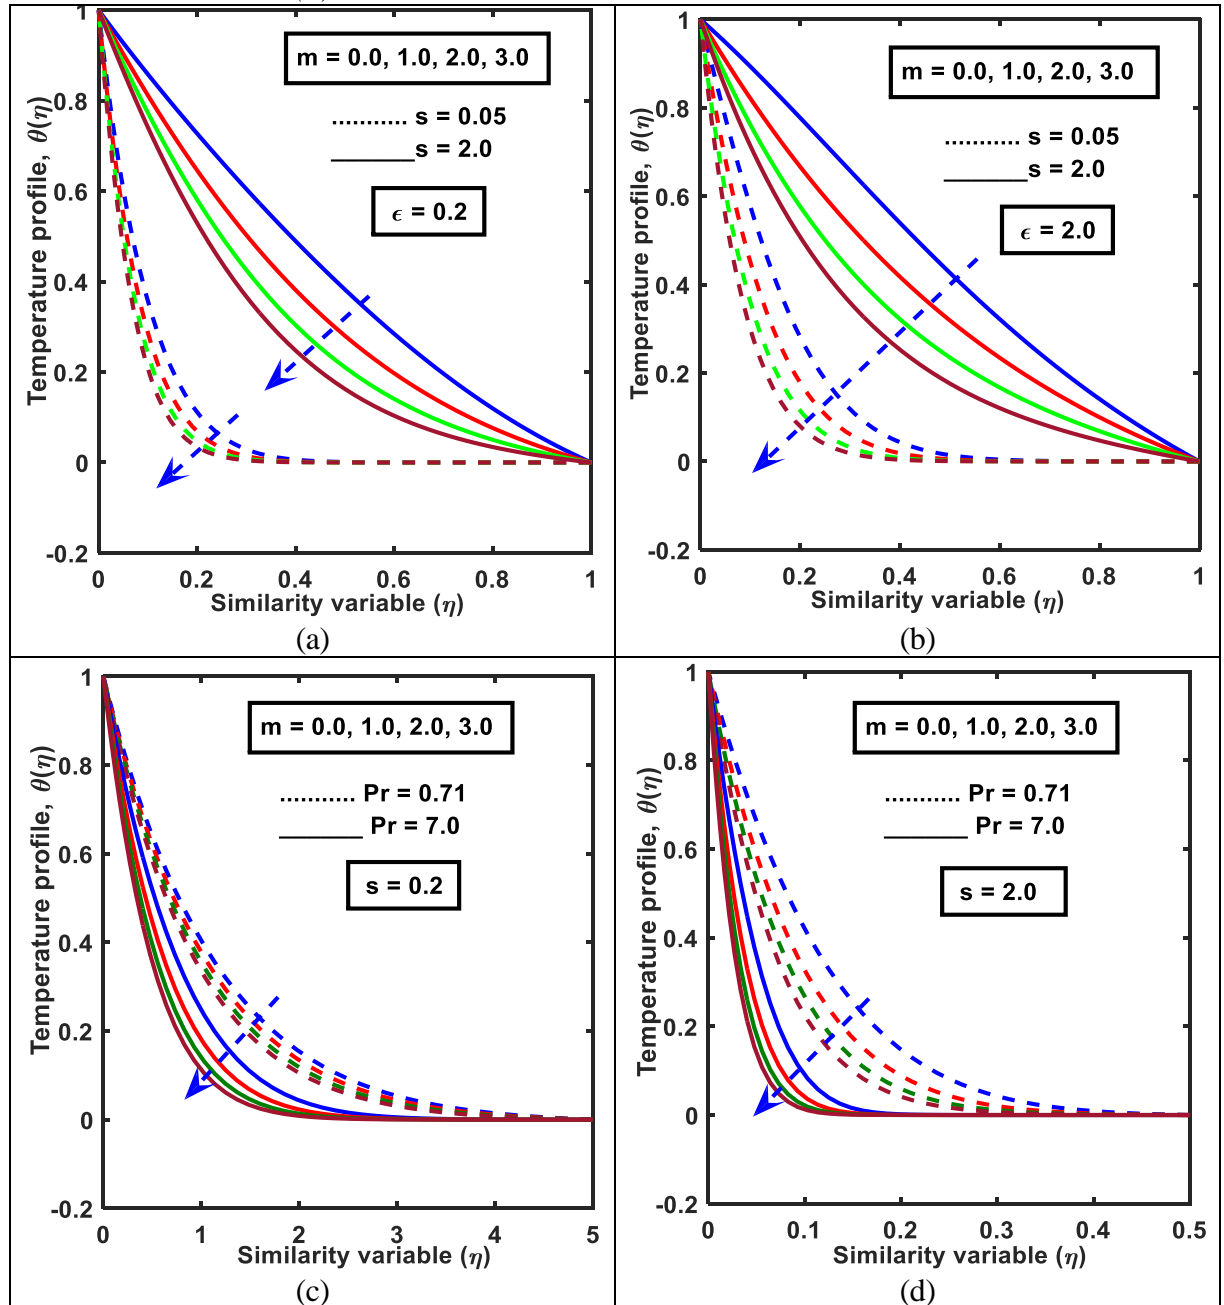 m = 0.0, 1.0, 2.0, 3.0
........... s = 0.05
______s = 2.0
ϵ = 0.2
Temperature profile, θ(η)
1
0.8
0.6
0.4
0.2
0
-0.2
0 0.2 0.4 0.6 0.8 1
Similarity variable (η)
(a)
m = 0.0, 1.0, 2.0, 3.0
........... s = 0.05
______s = 2.0
ϵ = 2.0
Temperature profile, θ(η)
1
0.8
0.6
0.4
0.2
0
-0.2
0 0.2 0.4 0.6 0.8 1
Similarity variable (η)
(b)
m = 0.0, 1.0, 2.0, 3.0
........... Pr = 0.71
______ Pr = 7.0
s = 0.2
Temperature profile, θ(η)
1
0.8
0.6
0.4
0.2
0
-0.2
0 1 2 3 4 5
Similarity variable (η)
(c)
m = 0.0, 1.0, 2.0, 3.0
........... Pr = 0.71
______ Pr = 7.0
s = 2.0
Temperature profile, θ(η)
1
0.8
0.6
0.4
0.2
0
-0.2
0 0.1 0.2 0.3 0.4 0.5
Similarity variable (η)
(d)